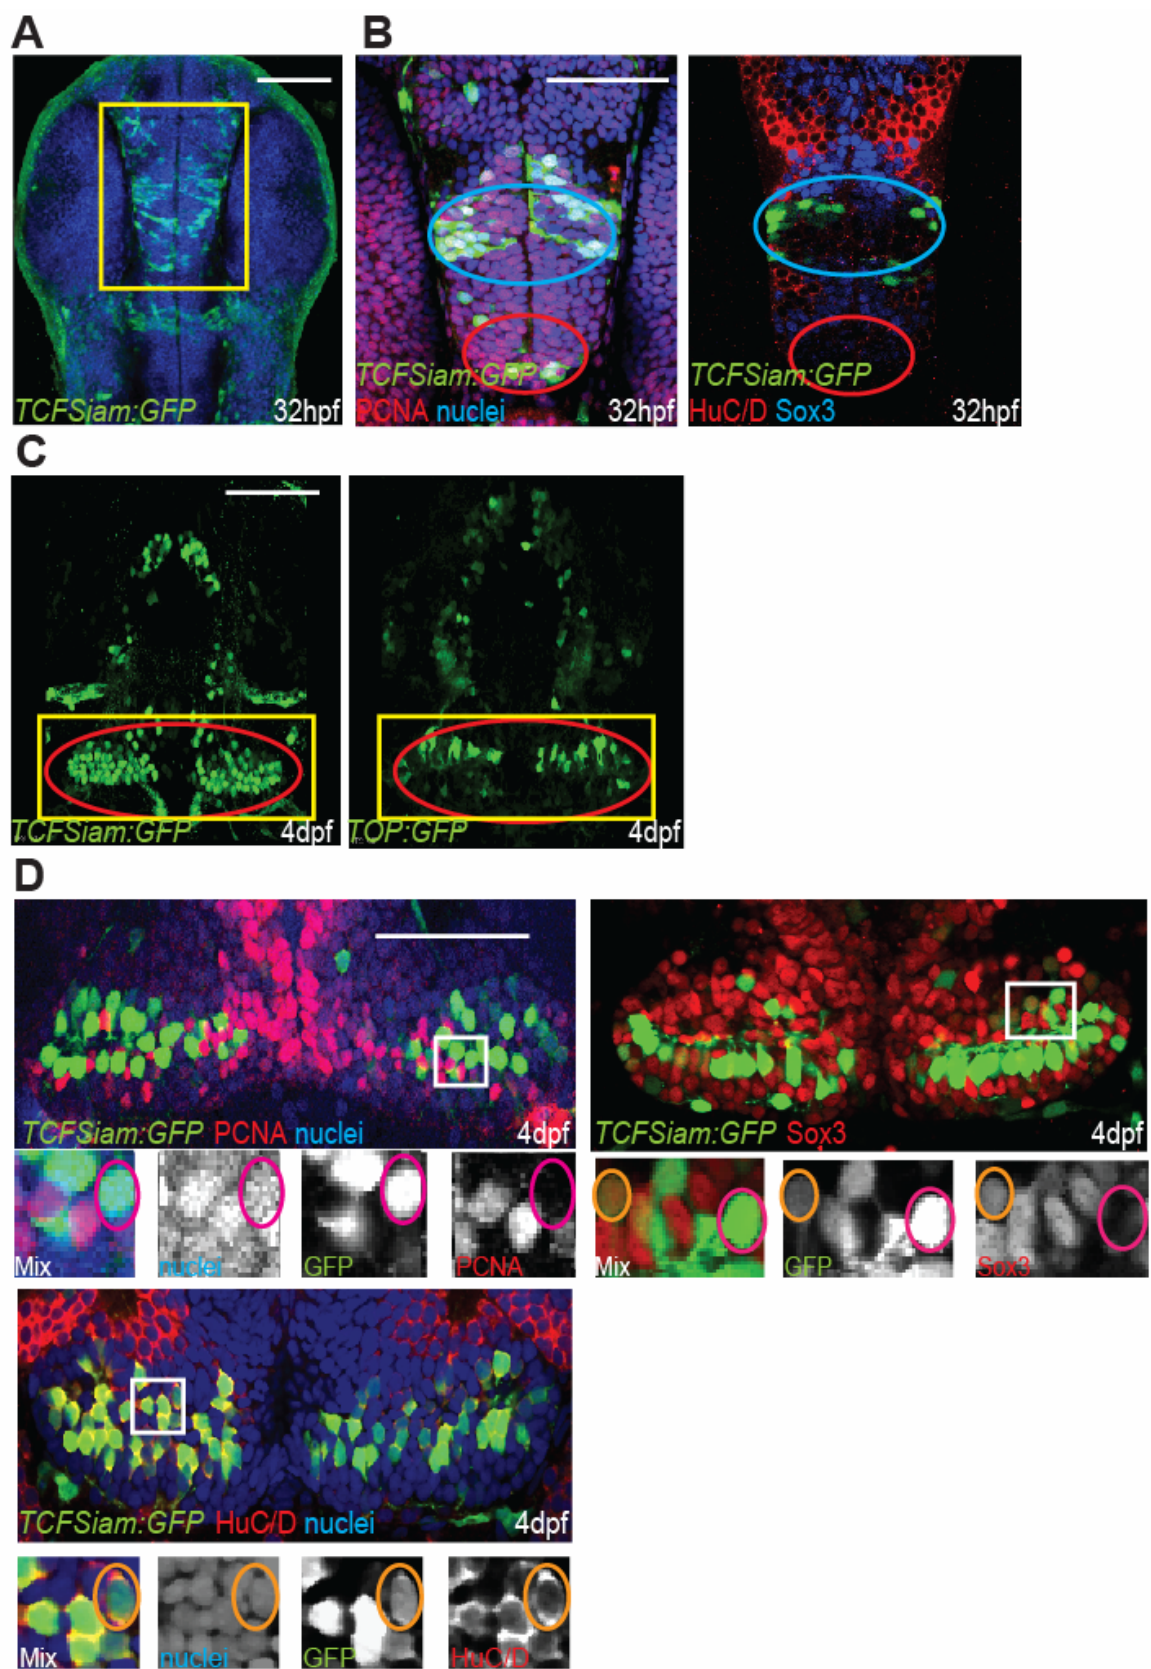 A
B
TCFSiam:GFP 32hpf
TCFSiam:GFP
PCNA nuclei 32hpf
TCFSiam:GFP
HuC/D Sox3 32hpf
C
TCFSiam:GFP 4dpf
TOP:GFP 4dpf
D
TCFSiam:GFP PCNA nuclei 4dpf
TCFSiam:GFP Sox3 4dpf
Mix nuclei GFP PCNA
Mix GFP Sox3
TCFSiam:GFP HuC/D nuclei 4dpf
Mix nuclei GFP HuC/D